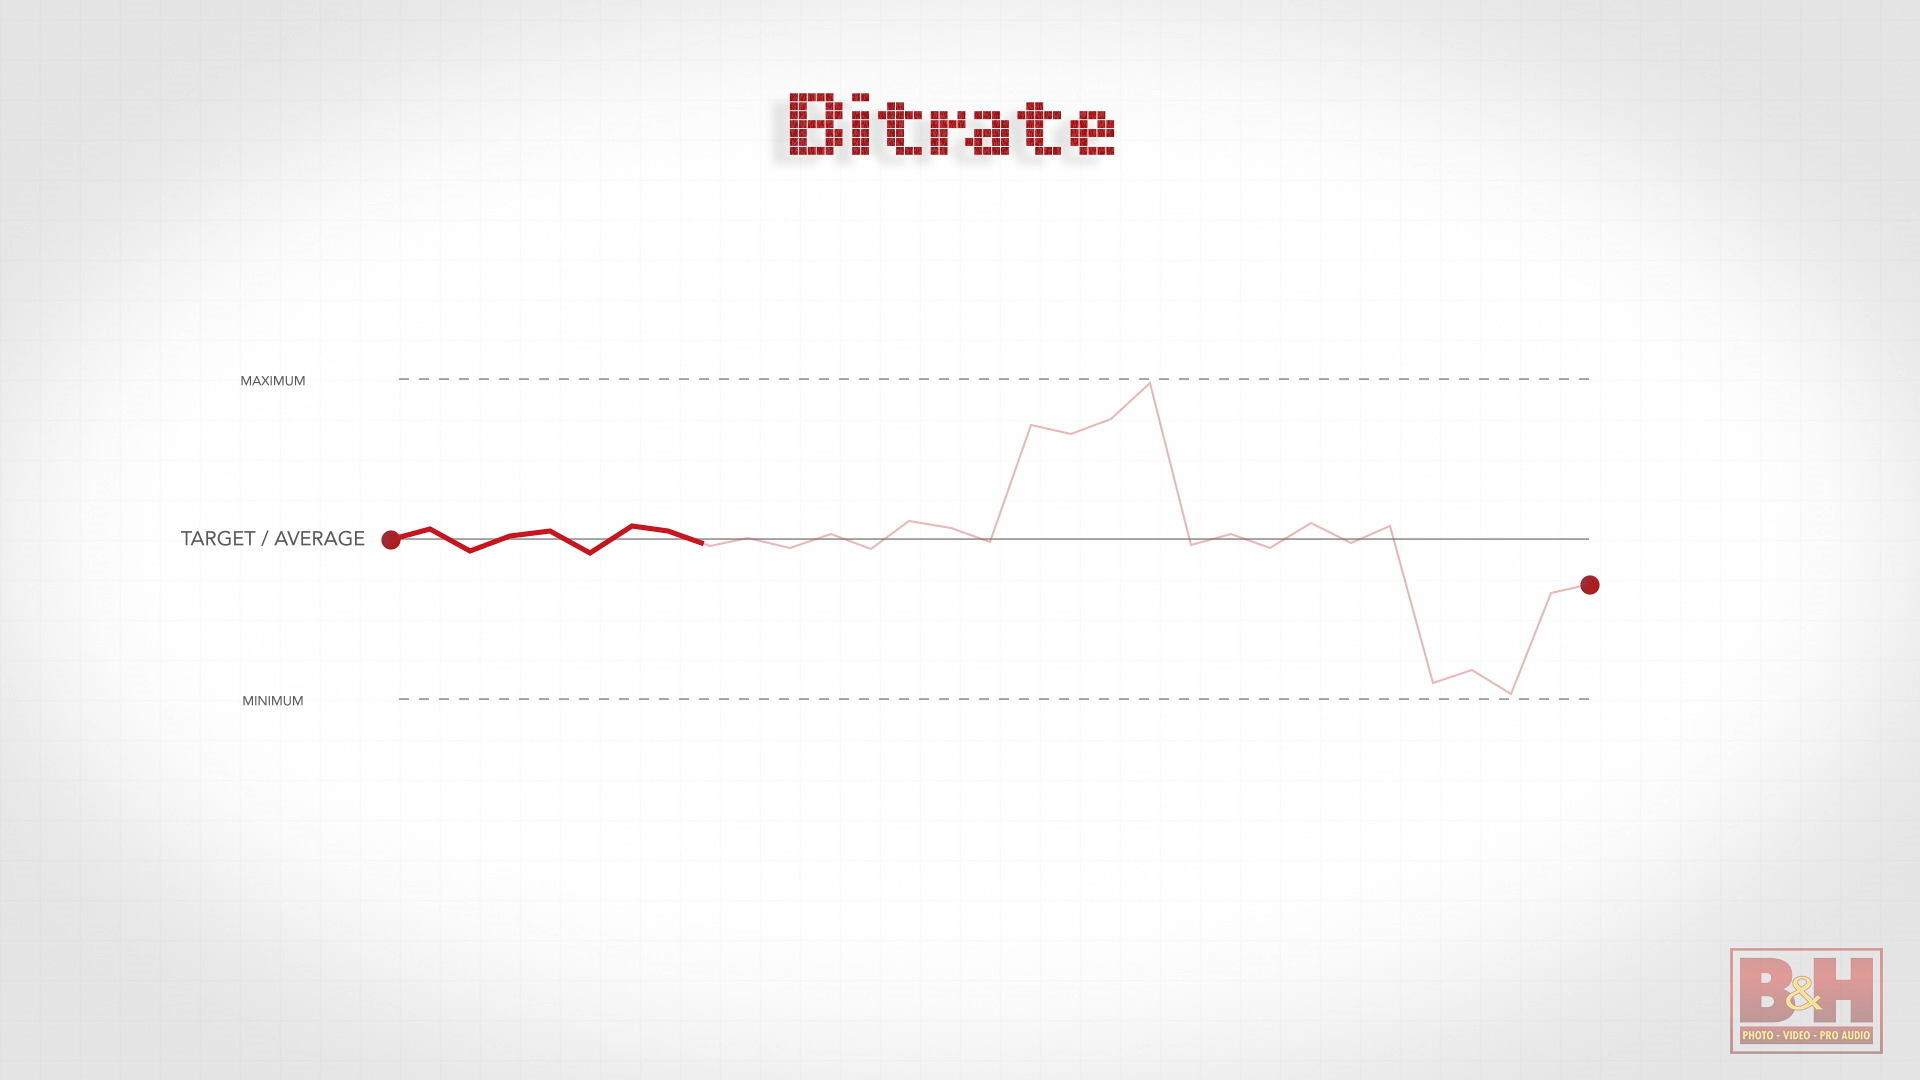 Bitrate
MAXIMUM
TARGET / AVERAGE
MINIMUM
B&H
PHOTO - VIDEO - PRO AUDIO